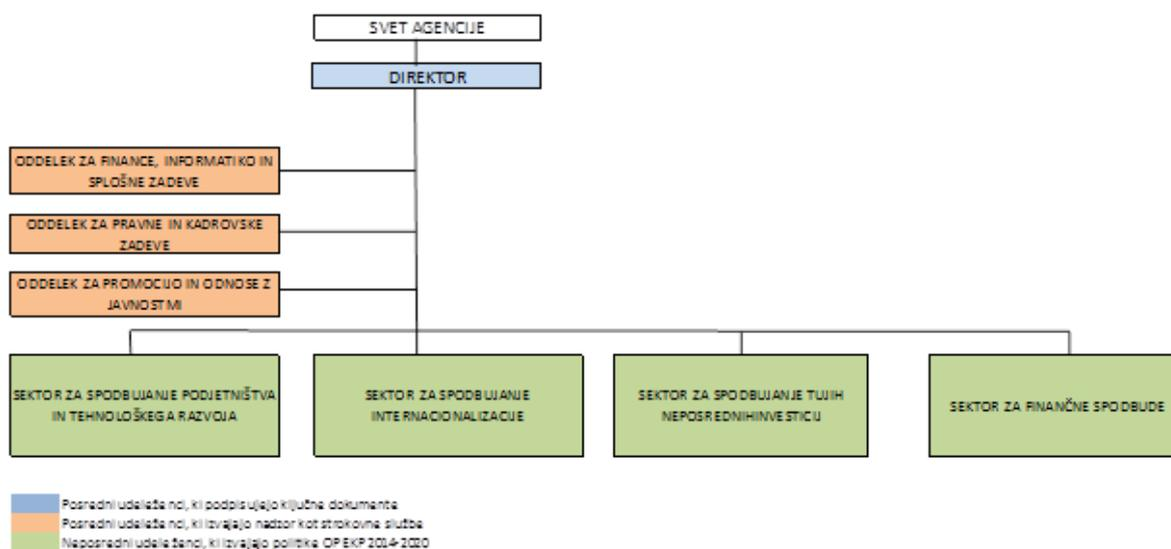 SVET AGENCIJE
DIREKTOR
ODDELEK ZA FINANCE, INFORMATIKO IN
SPLOŠNE ZADEVE
ODDELEK ZA PRAVNE IN KADROVSKE
ZADEVE
ODDELEK ZA PROMOCIJO IN ODNOSE Z
JAVNOSTMI
SEKTOR ZA SPODBUJANJE PODJETNIŠTVA
IN TEHNOLOŠKEGA RAZVOJA
SEKTOR ZA SPODBUJANJE
INTERNACIONALIZACIJE
SEKTOR ZA SPODBUJANJE TUJIH
NEPOSREDNIHINVESTICIJ
SEKTOR ZA FINANČNE SPODBUDE
Posredni udeleženci, ki podpisujejo ključne dokumente
Posredni udeleženci, ki izvajajo nadzor kot strokovne službe
Neposredni udeleženci, ki izvajajo politike OP EKP 2014-2020